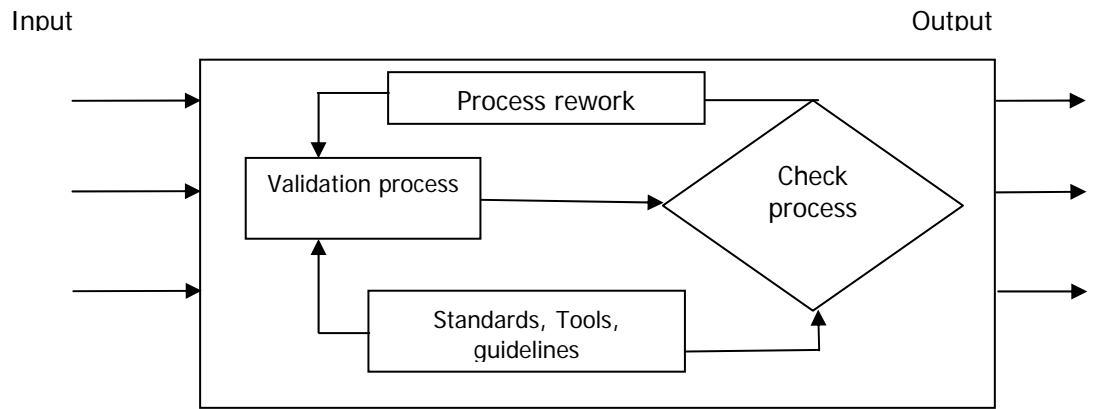 Input
Output
Process rework
Validation process
Check
process
Standards, Tools,
guidelines